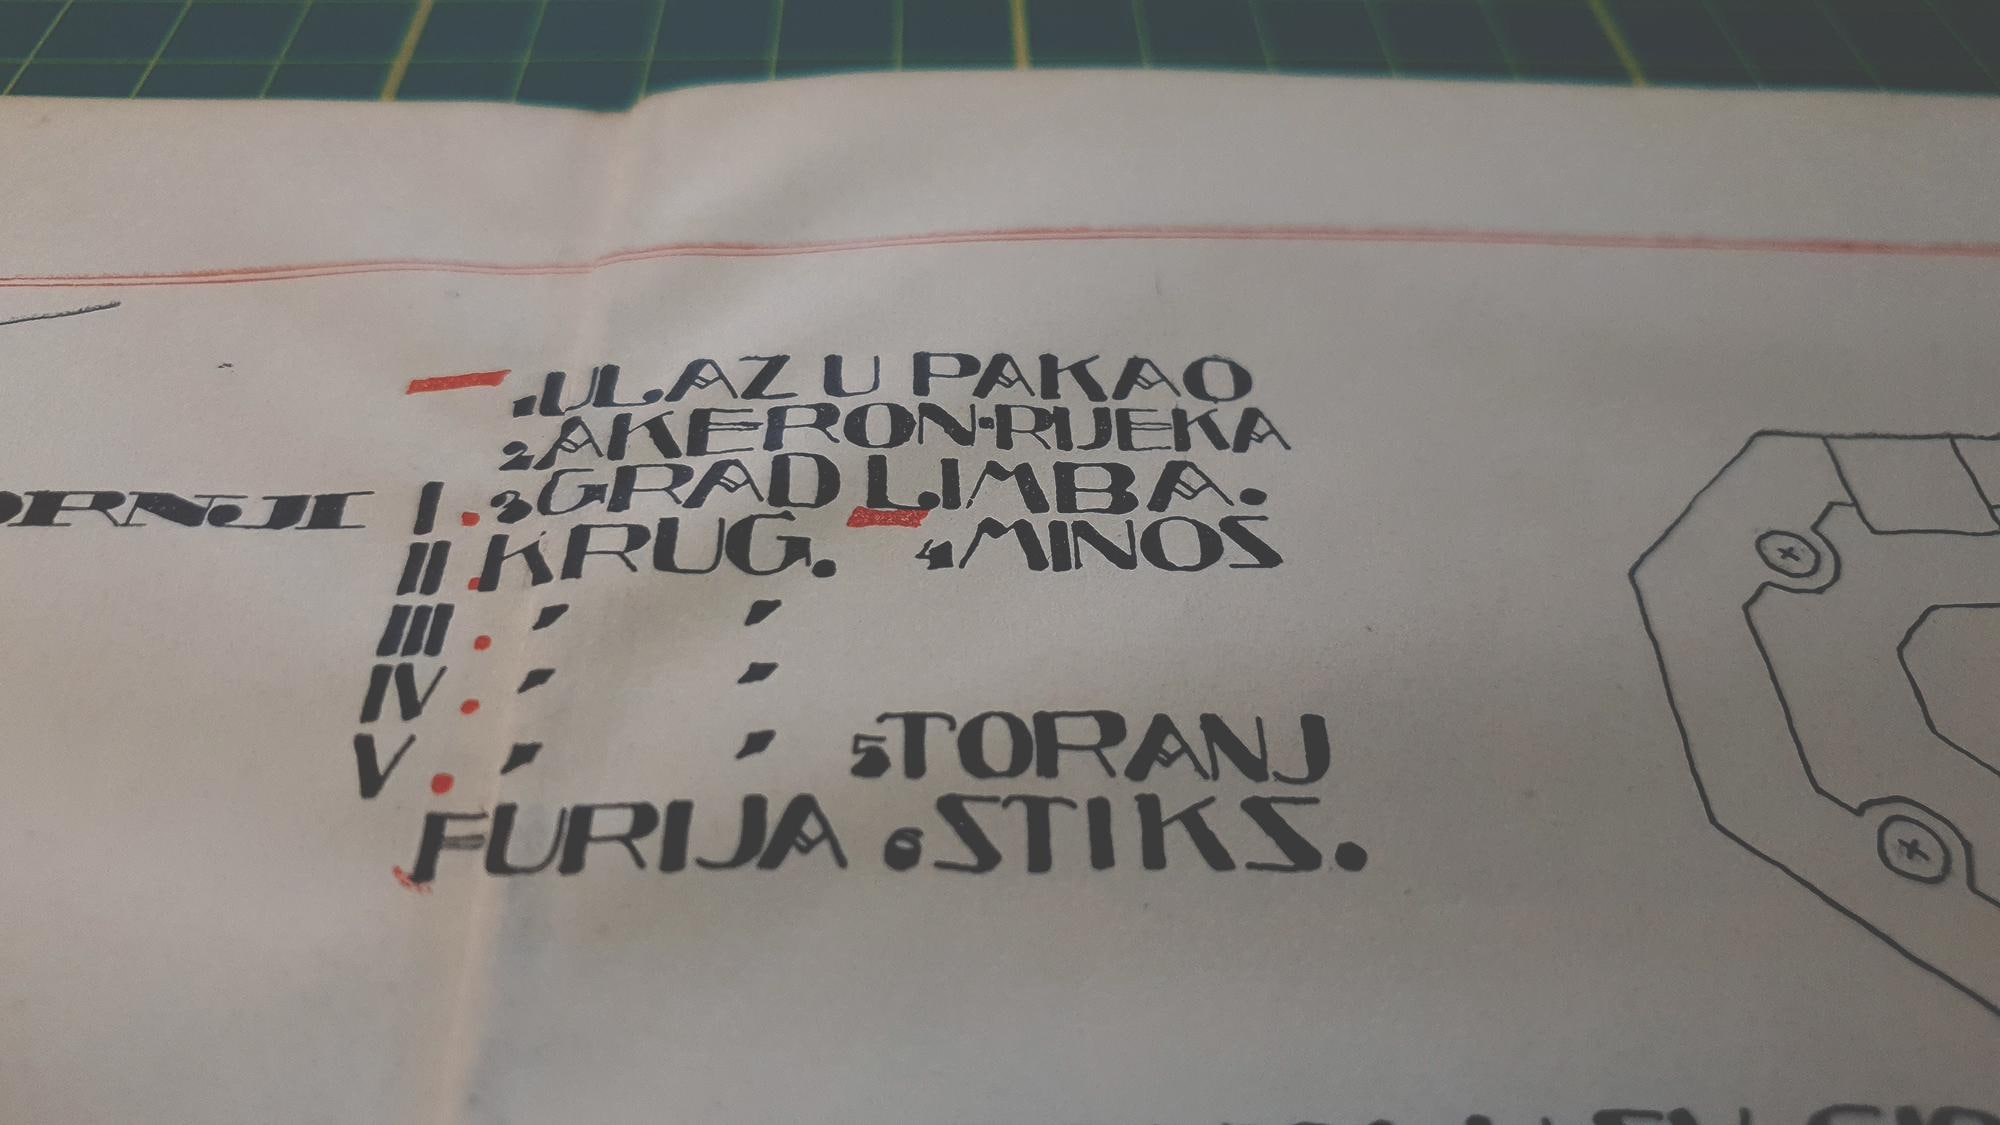 1. ULAZ U PAKAO
2. AKERON·RIJEKA
I. 3. GRAD LIMBA.
II. KRUG. 4 MINOS
III. " "
IV. " "
V. " " 5 TORANJ
FURIJA 6 STIKS.